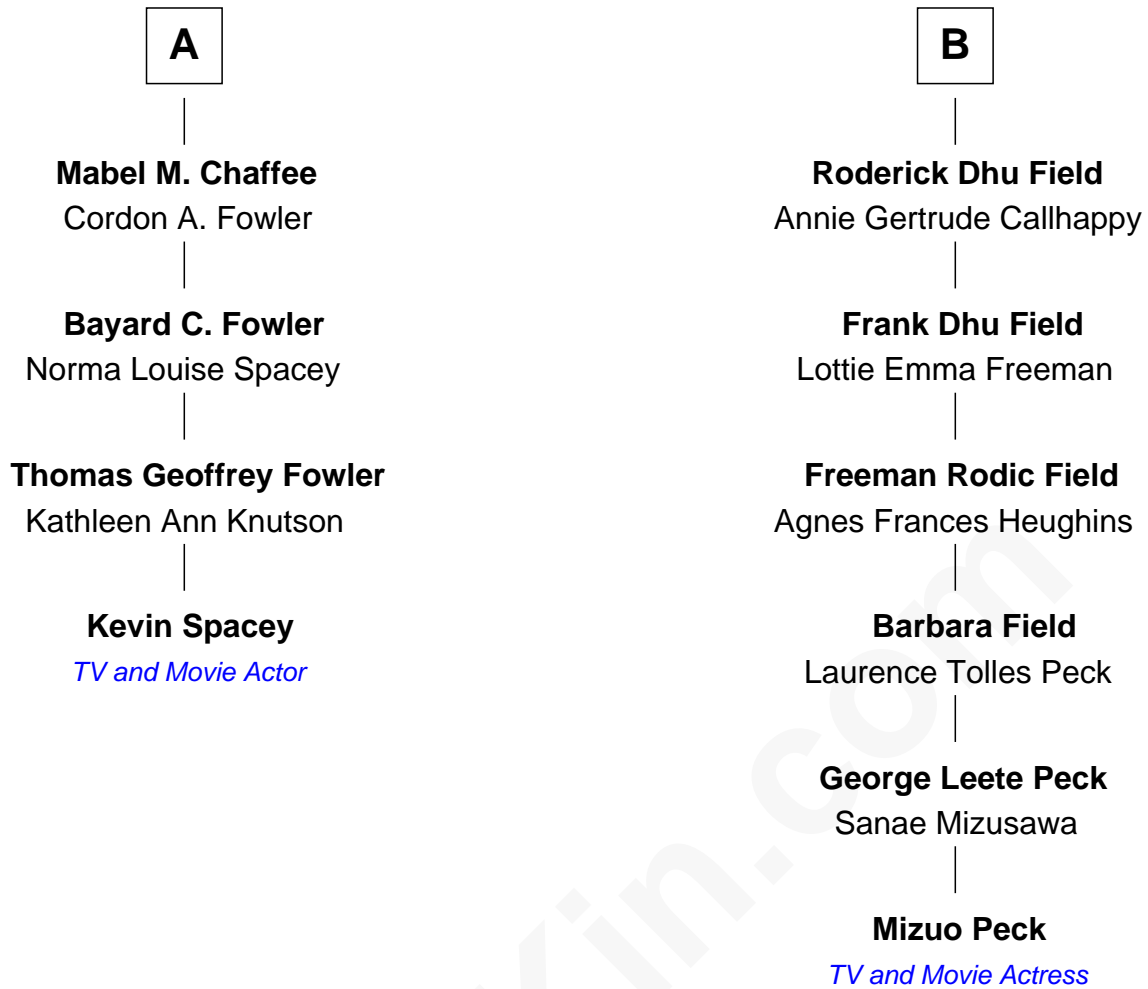 A
Mabel M. Chaffee
Cordon A. Fowler
Bayard C. Fowler
Norma Louise Spacey
Thomas Geoffrey Fowler
Kathleen Ann Knutson
Kevin Spacey
TV and Movie Actor
B
Roderick Dhu Field
Annie Gertrude Callhappy
Frank Dhu Field
Lottie Emma Freeman
Freeman Rodic Field
Agnes Frances Heughins
Barbara Field
Laurence Tolles Peck
George Leete Peck
Sanae Mizusawa
Mizuo Peck
TV and Movie Actress
Kin.com